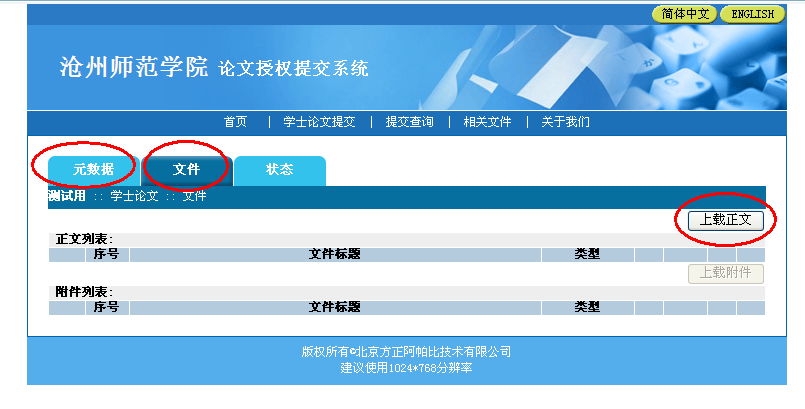 简体中文 ENGLISH
沧州师范学院 论文授权提交系统
首页 | 学士论文提交 | 提交查询 | 相关文件 | 关于我们
元数据 文件 状态
测试用 :: 学士论文 :: 文件
上载正文
正文列表:
序号 文件标题 类型
上载附件
附件列表:
序号 文件标题 类型
版权所有©北京方正阿帕比技术有限公司
建议使用1024*768分辨率